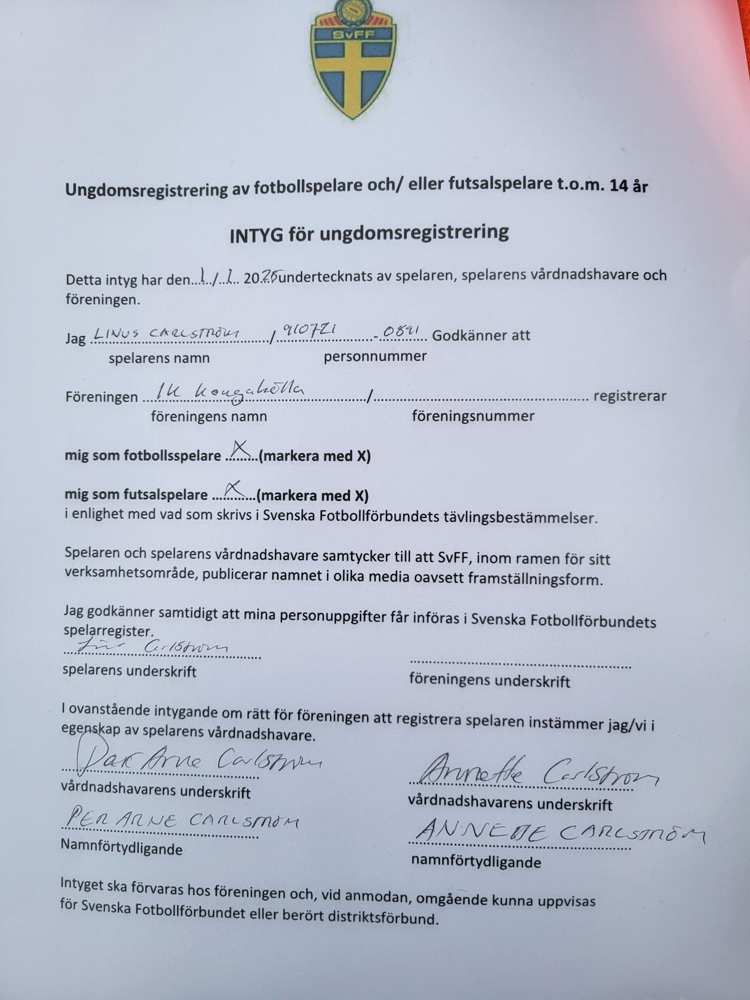 SvFF
Ungdomsregistrering av fotbollspelare och/ eller futsalspelare t.o.m. 14 år
INTYG för ungdomsregistrering
Detta intyg har den...1../...1.. 20.25 undertecknats av spelaren, spelarens vårdnadshavare och
föreningen.
Jag LINUS CARLSTRÖM / 910721 - 0891 Godkänner att
spelarens namn personnummer
Föreningen IK Kongahälla / registrerar
föreningens namn föreningsnummer
mig som fotbollsspelare X (markera med X)
mig som futsalspelare X (markera med X)
i enlighet med vad som skrivs i Svenska Fotbollförbundets tävlingsbestämmelser.
Spelaren och spelarens vårdnadshavare samtycker till att SvFF, inom ramen för sitt
verksamhetsområde, publicerar namnet i olika media oavsett framställningsform.
Jag godkänner samtidigt att mina personuppgifter får införas i Svenska Fotbollförbundets
spelarregister.
Carlstrom
spelarens underskrift föreningens underskrift
I ovanstående intygande om rätt för föreningen att registrera spelaren instämmer jag/vi i
egenskap av spelarens vårdnadshavare.
Arne Carlstrom Annette Carlstrom
vårdnadshavarens underskrift vårdnadshavarens underskrift
PER ARNE CARLSTRÖM ANNETTE CARLSTRÖM
Namnförtydligande namnförtydligande
Intyget ska förvaras hos föreningen och, vid anmodan, omgående kunna uppvisas
för Svenska Fotbollförbundet eller berört distriktsförbund.